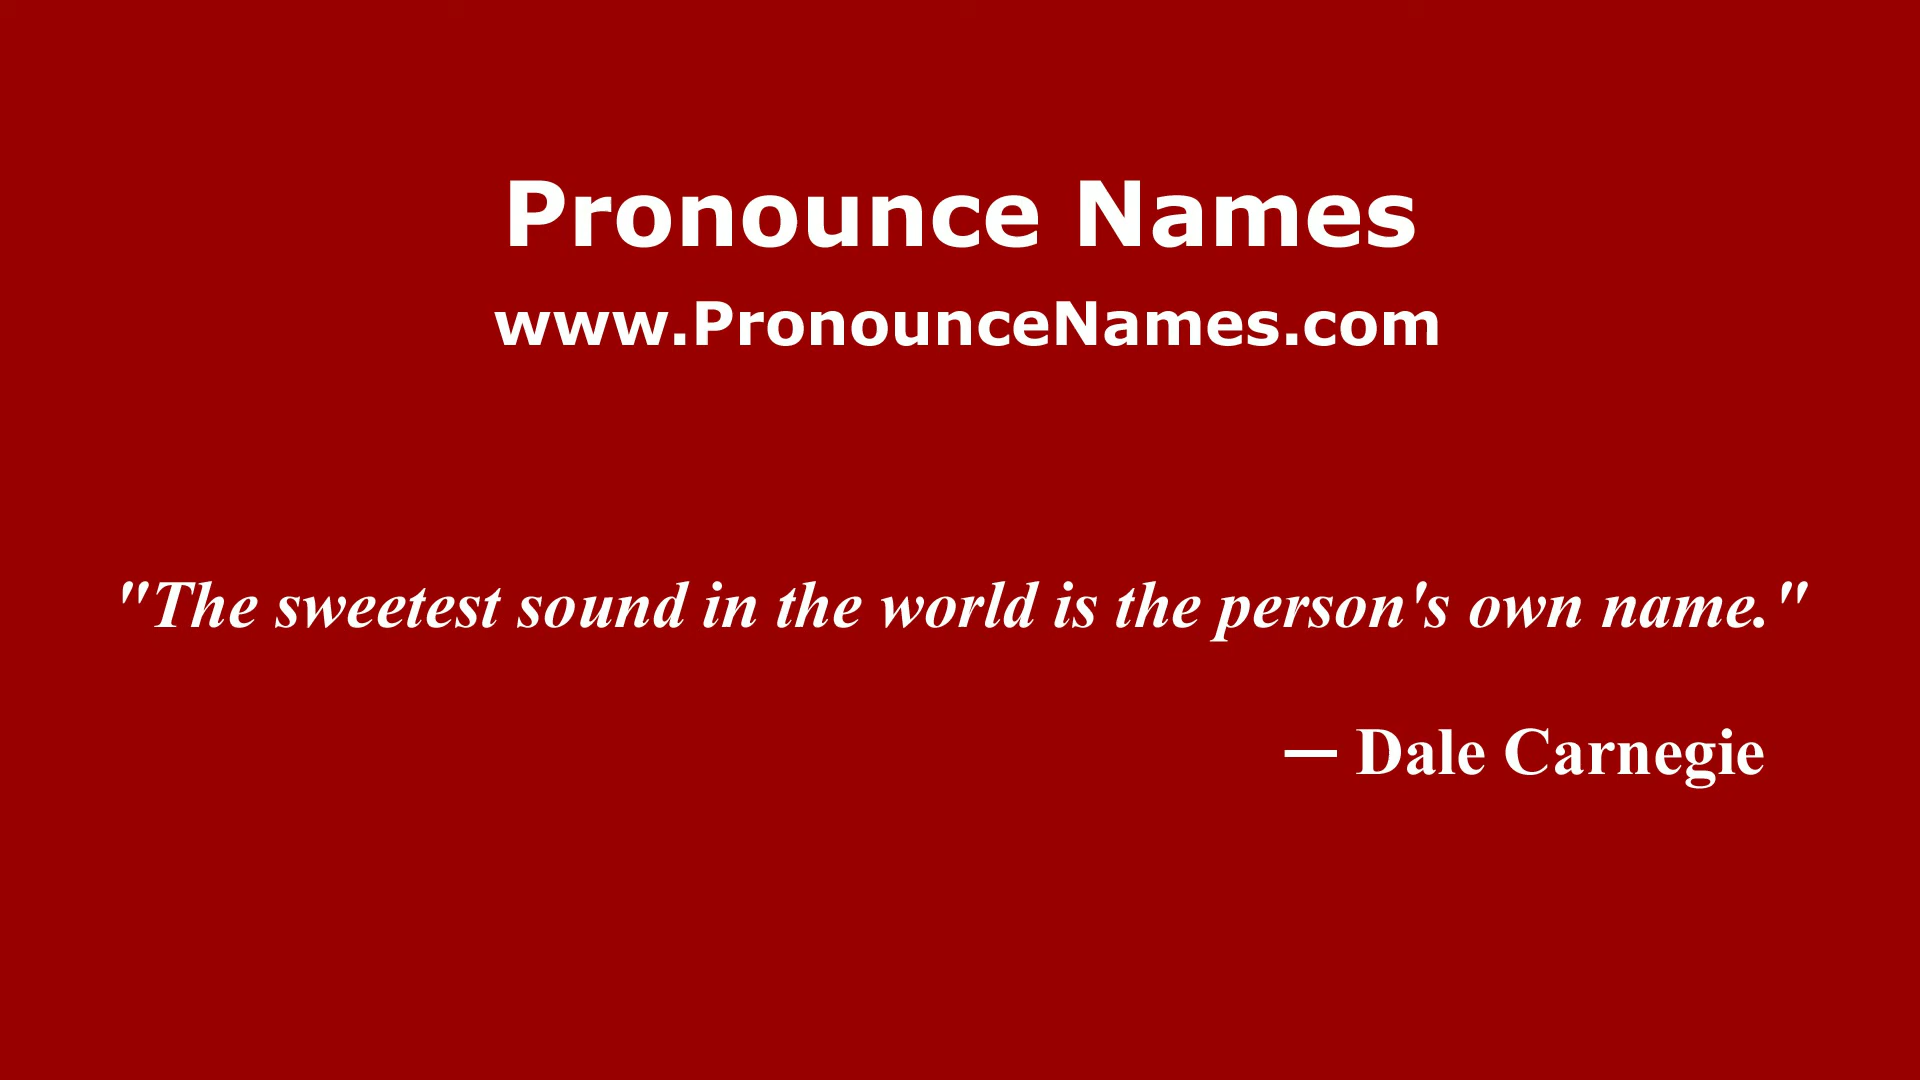 Pronounce Names
www.PronounceNames.com
"The sweetest sound in the world is the person's own name."
— Dale Carnegie